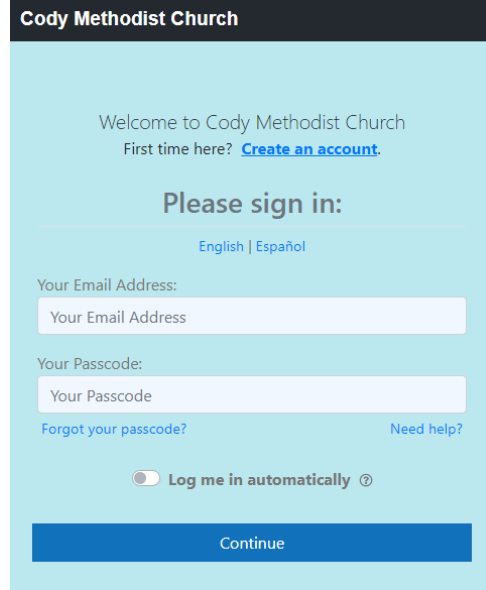 Cody Methodist Church
Welcome to Cody Methodist Church
First time here? Create an account.
Please sign in:
English | Español
Your Email Address:
Your Email Address
Your Passcode:
Your Passcode
Forgot your passcode? Need help?
Log me in automatically ?
Continue